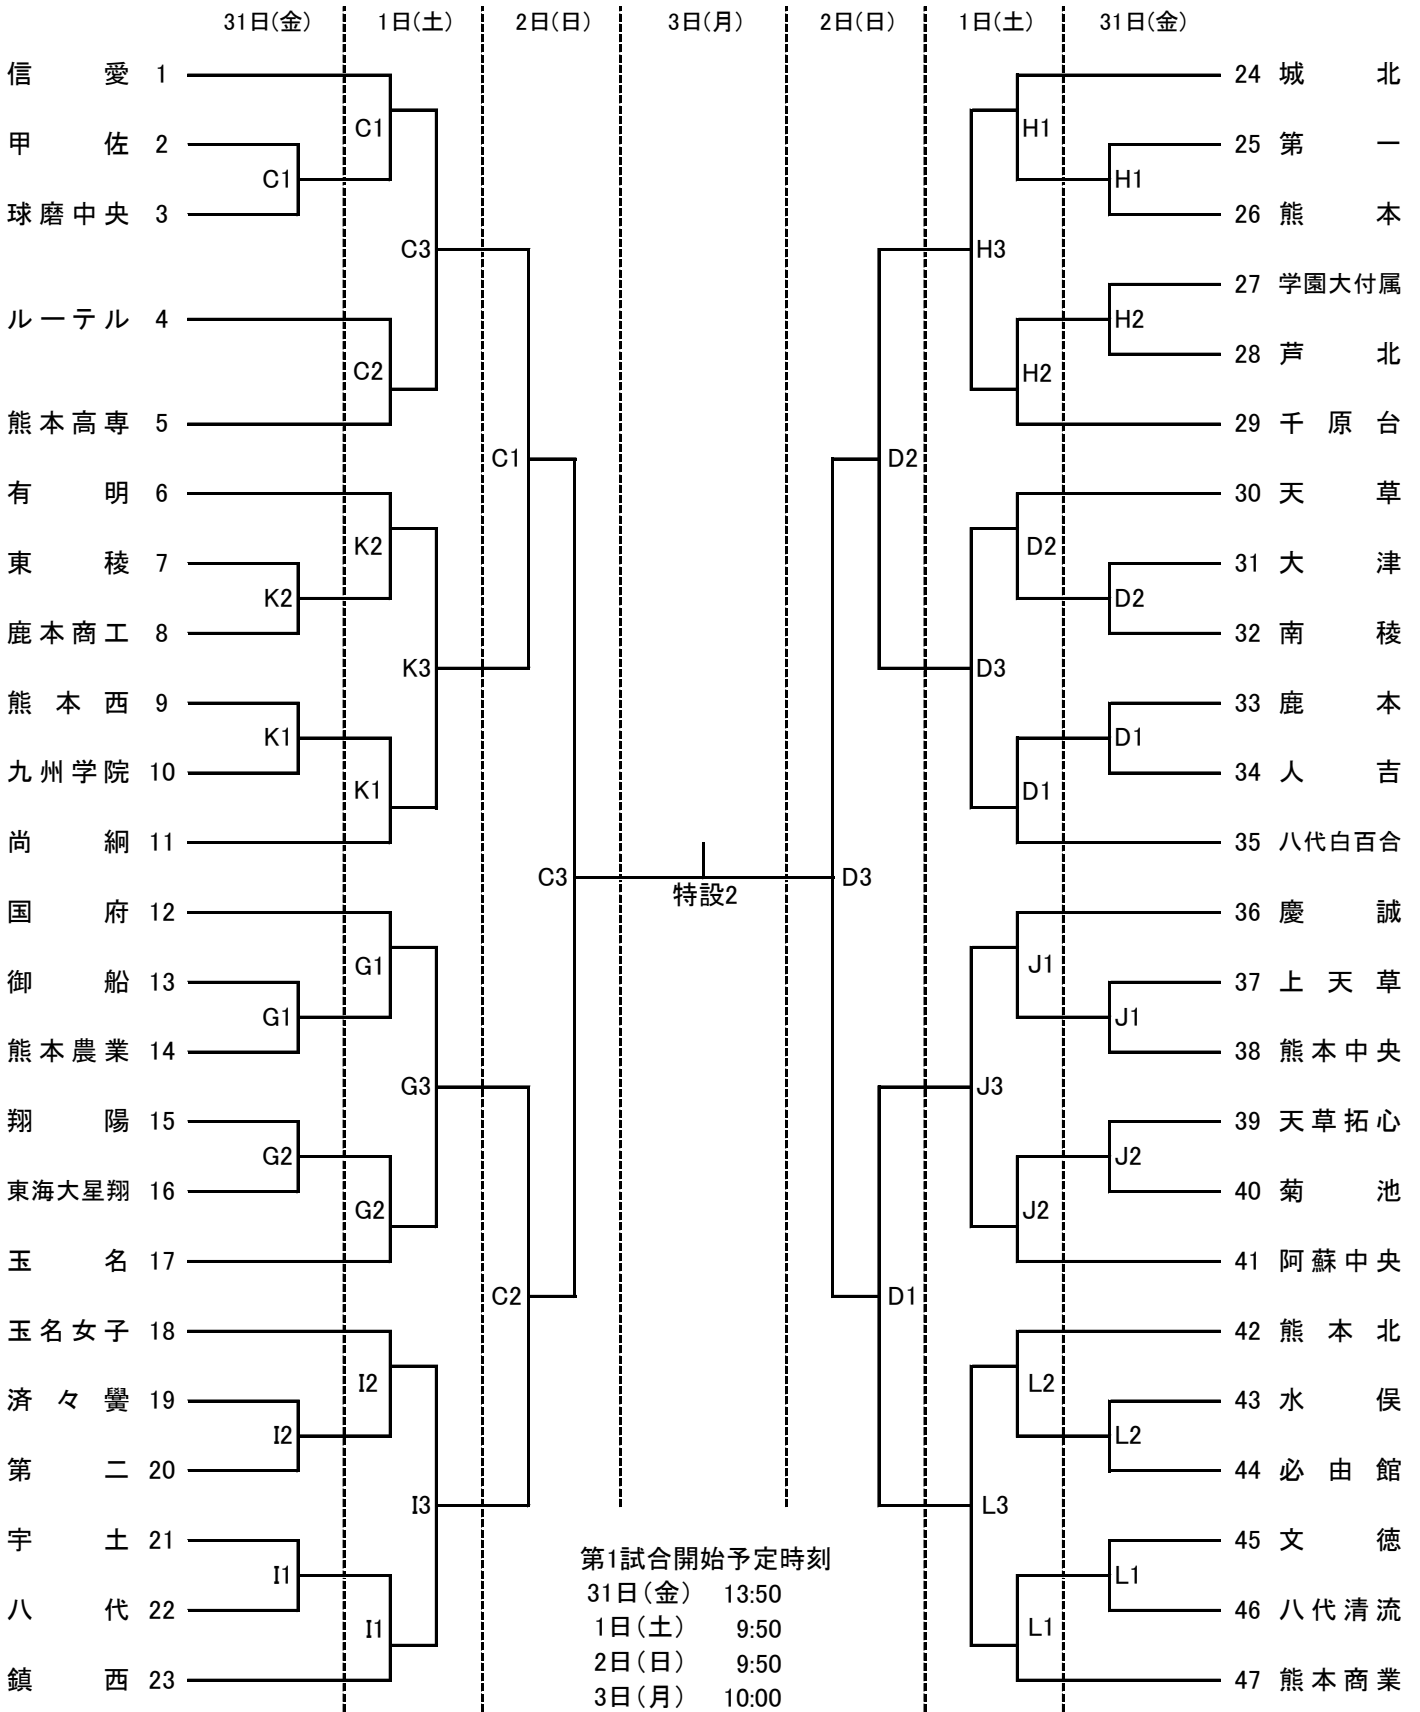 31日(金) 1日(土) 2日(日) 3日(月) 2日(日) 1日(土) 31日(金)
信愛 1
C1
甲佐 2
C1
球磨中央 3
C3
ルーテル 4
C2
熊本高専 5
C1
有明 6
K2
東稜 7
K2
鹿本商工 8
K3
熊本西 9
K1
九州学院 10
K1
尚絅 11
C3
国府 12
G1
御船 13
G1
熊本農業 14
G3
翔陽 15
G2
東海大星翔 16
G2
玉名 17
C2
玉名女子 18
I2
済々黌 19
I2
第二 20
I3
宇土 21
I1
八代 22
I1
鎮西 23
特設2
24 城北
H1
25 第一
H1
26 熊本
H3
27 学園大付属
H2
28 芦北
H2
29 千原台
D2
30 天草
D2
31 大津
D2
32 南稜
D3
33 鹿本
D1
34 人吉
D1
35 八代白百合
D3
36 慶誠
J1
37 上天草
J1
38 熊本中央
J3
39 天草拓心
J2
40 菊池
J2
41 阿蘇中央
D1
42 熊本北
L2
43 水俣
L2
44 必由館
L3
45 文徳
L1
46 八代清流
L1
47 熊本商業
第1試合開始予定時刻
31日(金) 13:50
1日(土) 9:50
2日(日) 9:50
3日(月) 10:00